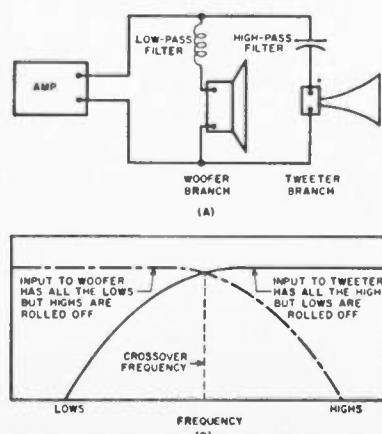 LOW-PASS
FILTER
HIGH-PASS
FILTER
AMP.
WOOFER
BRANCH
TWEETER
BRANCH
(A)
INPUT TO WOOFER
HAS ALL THE LOWS
BUT HIGHS ARE
ROLLED OFF
INPUT TO TWEETER
HAS ALL THE HIGH
BUT LOWS ARE
ROLLED OFF
CROSSOVER
FREQUENCY
LOWS
HIGHS
FREQUENCY